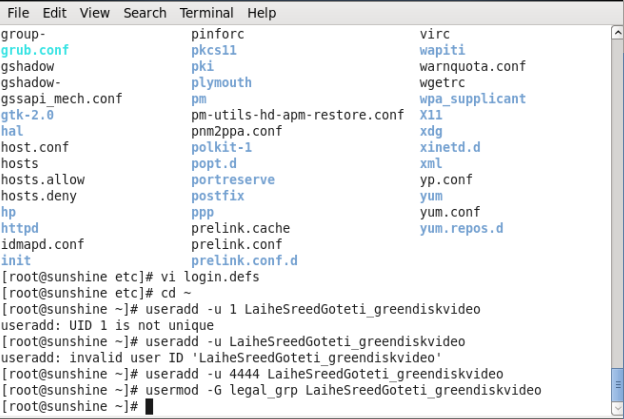 File Edit View Search Terminal Help
group- pinforc virc
grub.conf pkcs11 wapiti
gshadow pki warnquota.conf
gshadow- plymouth wgetrc
gssapi_mech.conf pm wpa_supplicant
gtk-2.0 pm-utils-hd-apm-restore.conf X11
hal pnm2ppa.conf xdg
host.conf polkit-1 xinetd.d
hosts popt.d xml
hosts.allow portreserve yp.conf
hosts.deny postfix yum
hp ppp yum.conf
httpd prelink.cache yum.repos.d
idmapd.conf prelink.conf
init prelink.conf.d
[root@sunshine etc]# vi login.defs
[root@sunshine etc]# cd ~
[root@sunshine ~]# useradd -u 1 LaiheSreedGoteti_greendiskvideo
useradd: UID 1 is not unique
[root@sunshine ~]# useradd -u LaiheSreedGoteti_greendiskvideo
useradd: invalid user ID 'LaiheSreedGoteti_greendiskvideo'
[root@sunshine ~]# useradd -u 4444 LaiheSreedGoteti_greendiskvideo
[root@sunshine ~]# usermod -G legal_grp LaiheSreedGoteti_greendiskvideo
[root@sunshine ~]#